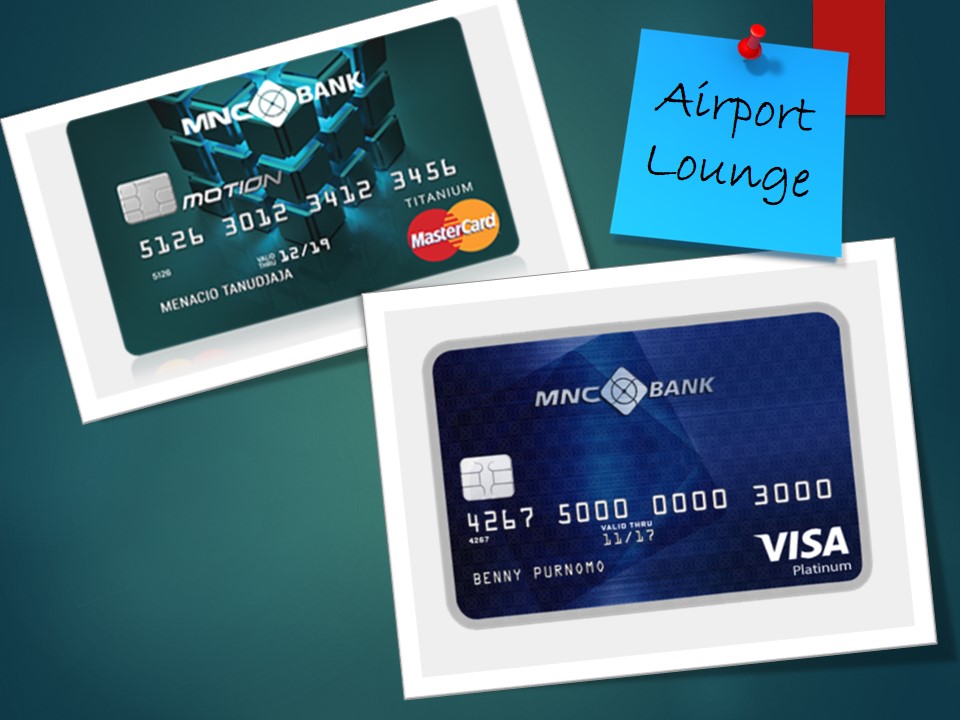 MNC BANK
MOTION
5126 3012 3412 3456
TITANIUM
5126
VALID THRU 12/19
MENACIO TANUDJAJA
MasterCard
Airport
Lounge
MNC BANK
4267 5000 0000 3000
4267
VALID THRU
11/17
BENNY PURNOMO
VISA
Platinum